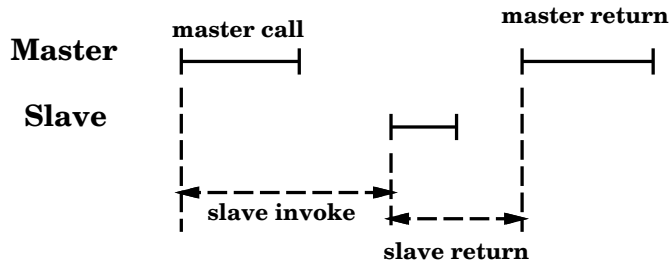 master call
master return
Master
Slave
slave invoke
slave return